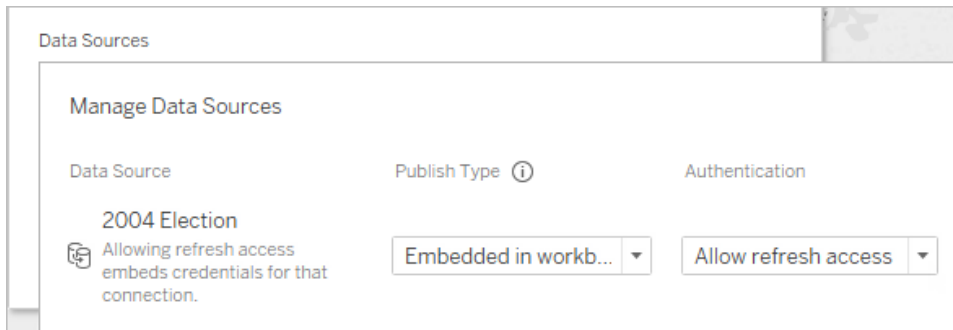 Data Sources
Manage Data Sources
Data Source Publish Type Authentication
2004 Election
Allowing refresh access
embeds credentials for that
connection.
Embedded in workb... Allow refresh access